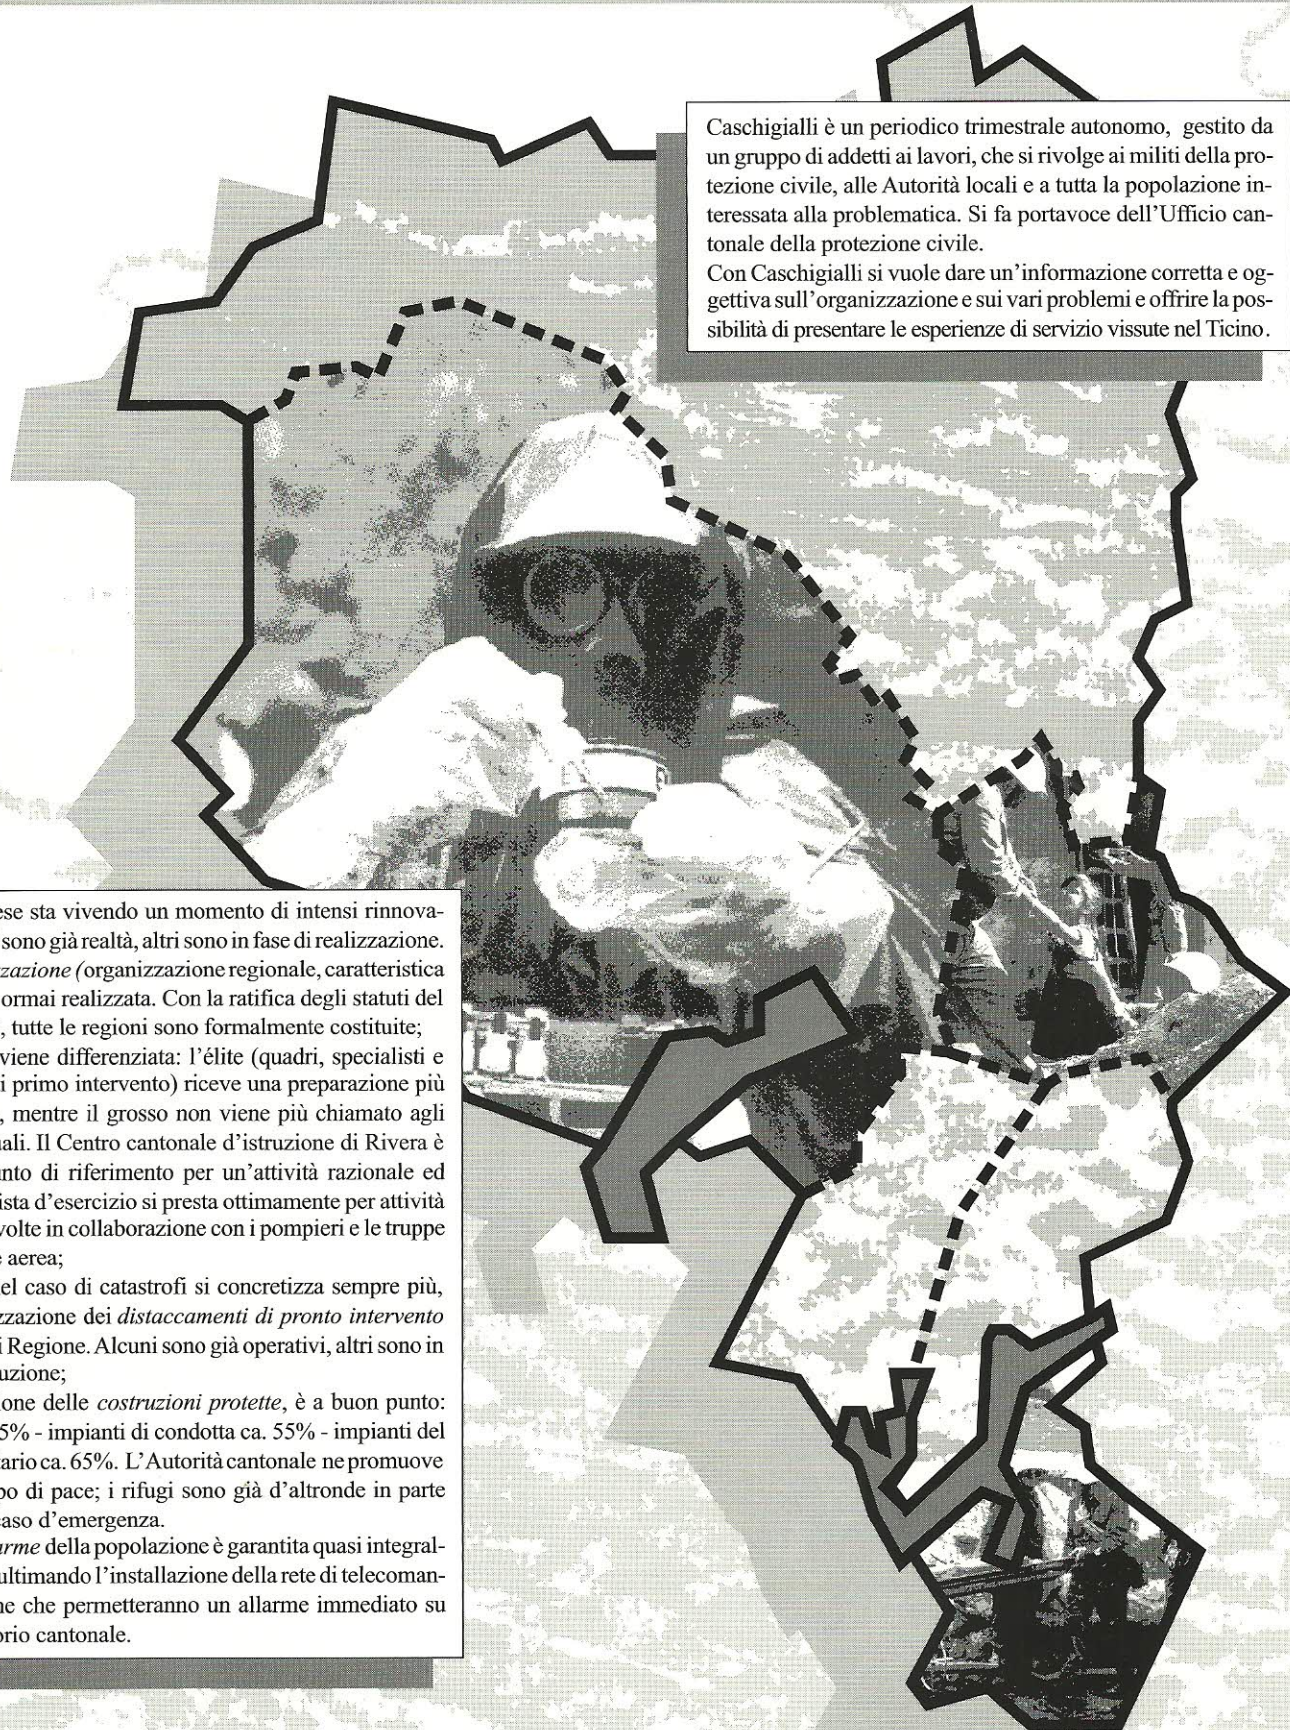 Caschigialli è un periodico trimestrale autonomo, gestito da
un gruppo di addetti ai lavori, che si rivolge ai militi della pro-
tezione civile, alle Autorità locali e a tutta la popolazione in-
teressata alla problematica. Si fa portavoce dell'Ufficio can-
tonale della protezione civile.
Con Caschigialli si vuole dare un'informazione corretta e og-
gettiva sull'organizzazione e sui vari problemi e offrire la pos-
sibilità di presentare le esperienze di servizio vissute nel Ticino.
ese sta vivendo un momento di intensi rinnova-
sono già realtà, altri sono in fase di realizzazione.
zazione (organizzazione regionale, caratteristica
ormai realizzata. Con la ratifica degli statuti del
, tutte le regioni sono formalmente costituite;
viene differenziata: l'élite (quadri, specialisti e
i primo intervento) riceve una preparazione più
, mentre il grosso non viene più chiamato agli
uali. Il Centro cantonale d'istruzione di Rivera è
nto di riferimento per un'attività razionale ed
ista d'esercizio si presta ottimamente per attività
volte in collaborazione con i pompieri e le truppe
e aerea;
el caso di catastrofi si concretizza sempre più,
zzazione dei distaccamenti di pronto intervento
i Regione. Alcuni sono già operativi, altri sono in
uzione;
one delle costruzioni protette, è a buon punto:
5% - impianti di condotta ca. 55% - impianti del
tario ca. 65%. L'Autorità cantonale ne promuove
po di pace; i rifugi sono già d'altronde in parte
caso d'emergenza.
arme della popolazione è garantita quasi integral-
ultimando l'installazione della rete di telecoman-
ne che permetteranno un allarme immediato su
orio cantonale.